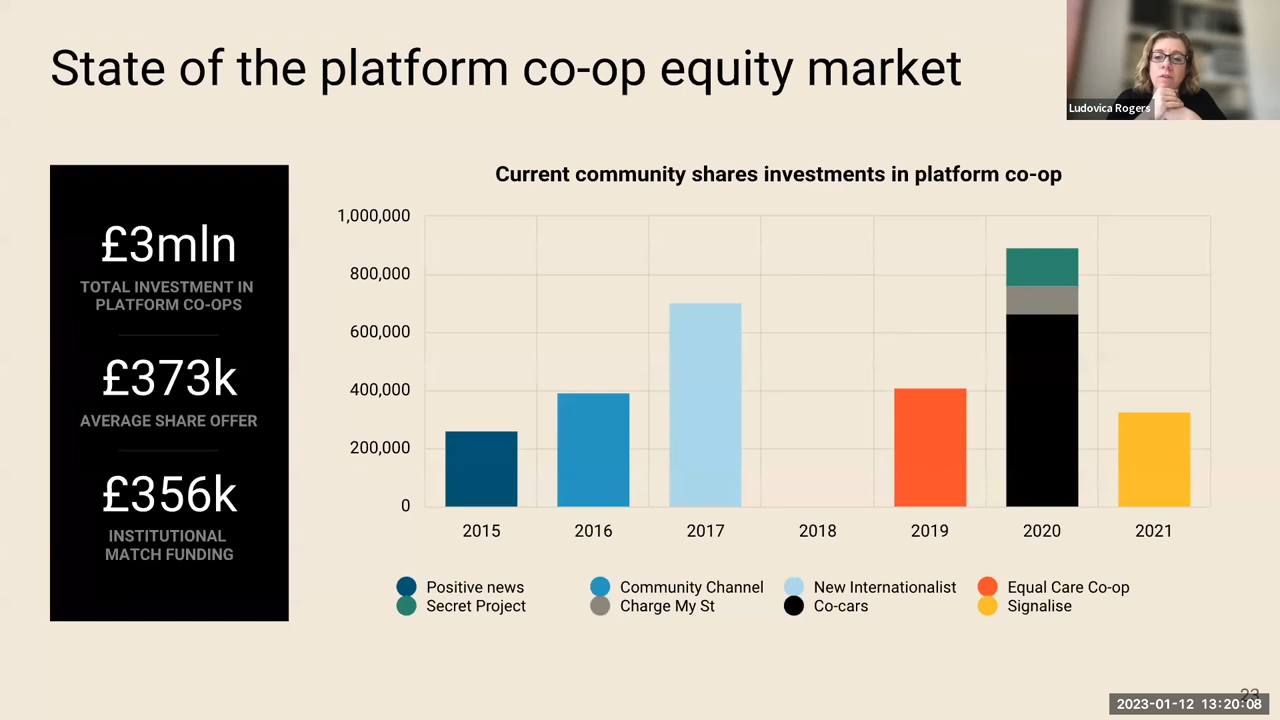 State of the platform co-op equity market
Ludovica Rogers
£3mln
TOTAL INVESTMENT IN
PLATFORM CO-OPS
£373k
AVERAGE SHARE OFFER
£356k
INSTITUTIONAL
MATCH FUNDING
Current community shares investments in platform co-op
1,000,000
800,000
600,000
400,000
200,000
0
2015 2016 2017 2018 2019 2020 2021
Positive news Community Channel New Internationalist Equal Care Co-op
Secret Project Charge My St Co-cars Signalise
23
2023-01-12 13:20:08